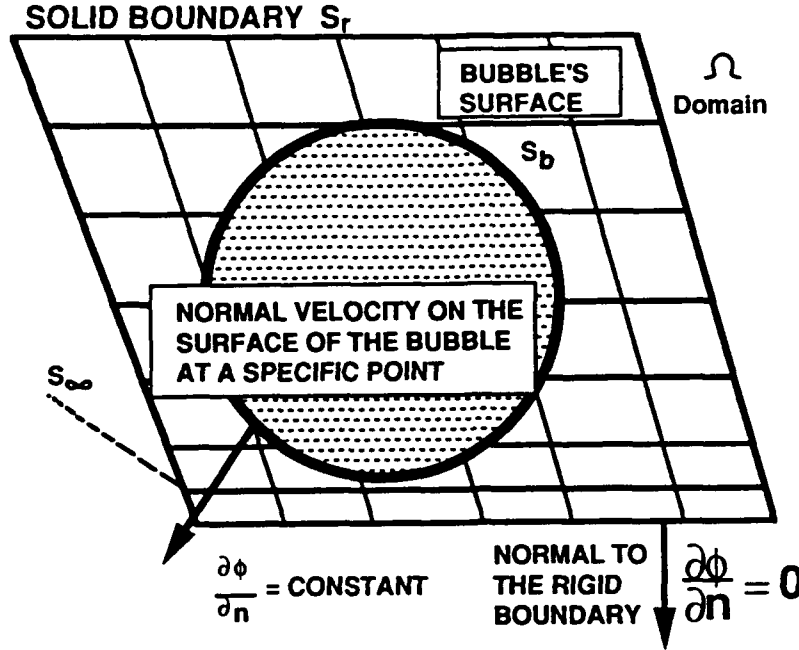 SOLID BOUNDARY Sr
BUBBLE'S
SURFACE
Ω
Domain
Sb
NORMAL VELOCITY ON THE
SURFACE OF THE BUBBLE
AT A SPECIFIC POINT
S∞
∂φ/∂n = CONSTANT
NORMAL TO
THE RIGID
BOUNDARY
∂φ/∂n = 0